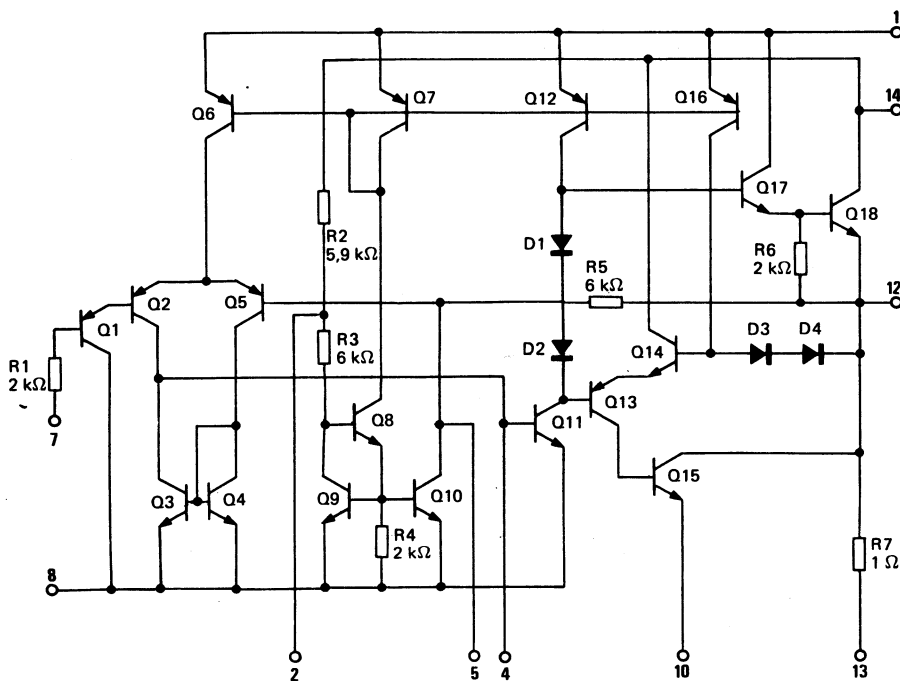 1
Q6
Q7
Q12
Q16
14
Q17
Q18
R2
5,9 kΩ
D1
R6
2 kΩ
R5
6 kΩ
12
Q2
Q5
Q1
R3
6 kΩ
D2
Q14
D3
D4
R1
2 kΩ
7
Q8
Q11
Q13
Q3
Q4
Q9
Q10
Q15
R4
2 kΩ
R7
1 Ω
8
2
5
4
10
13